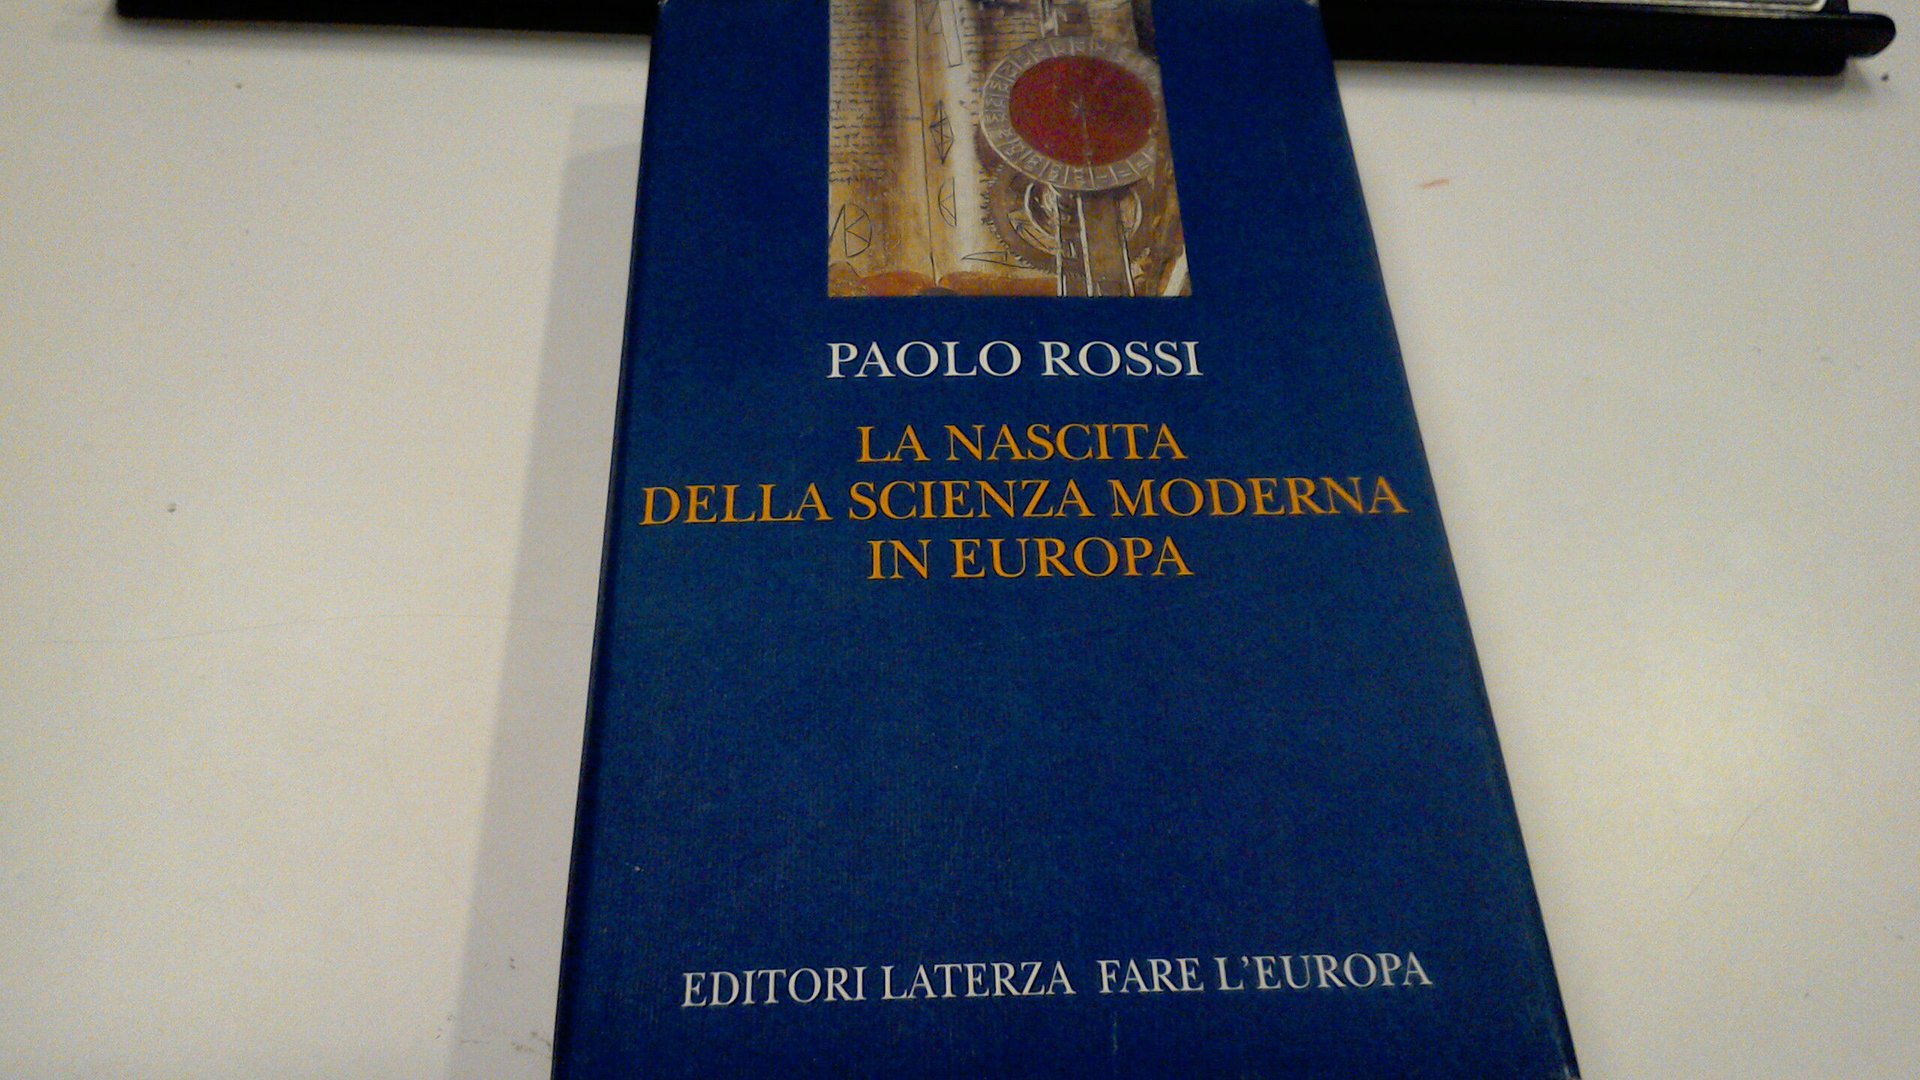 PAOLO ROSSI
LA NASCITA
DELLA SCIENZA MODERNA
IN EUROPA
EDITORI LATERZA FARE L'EUROPA